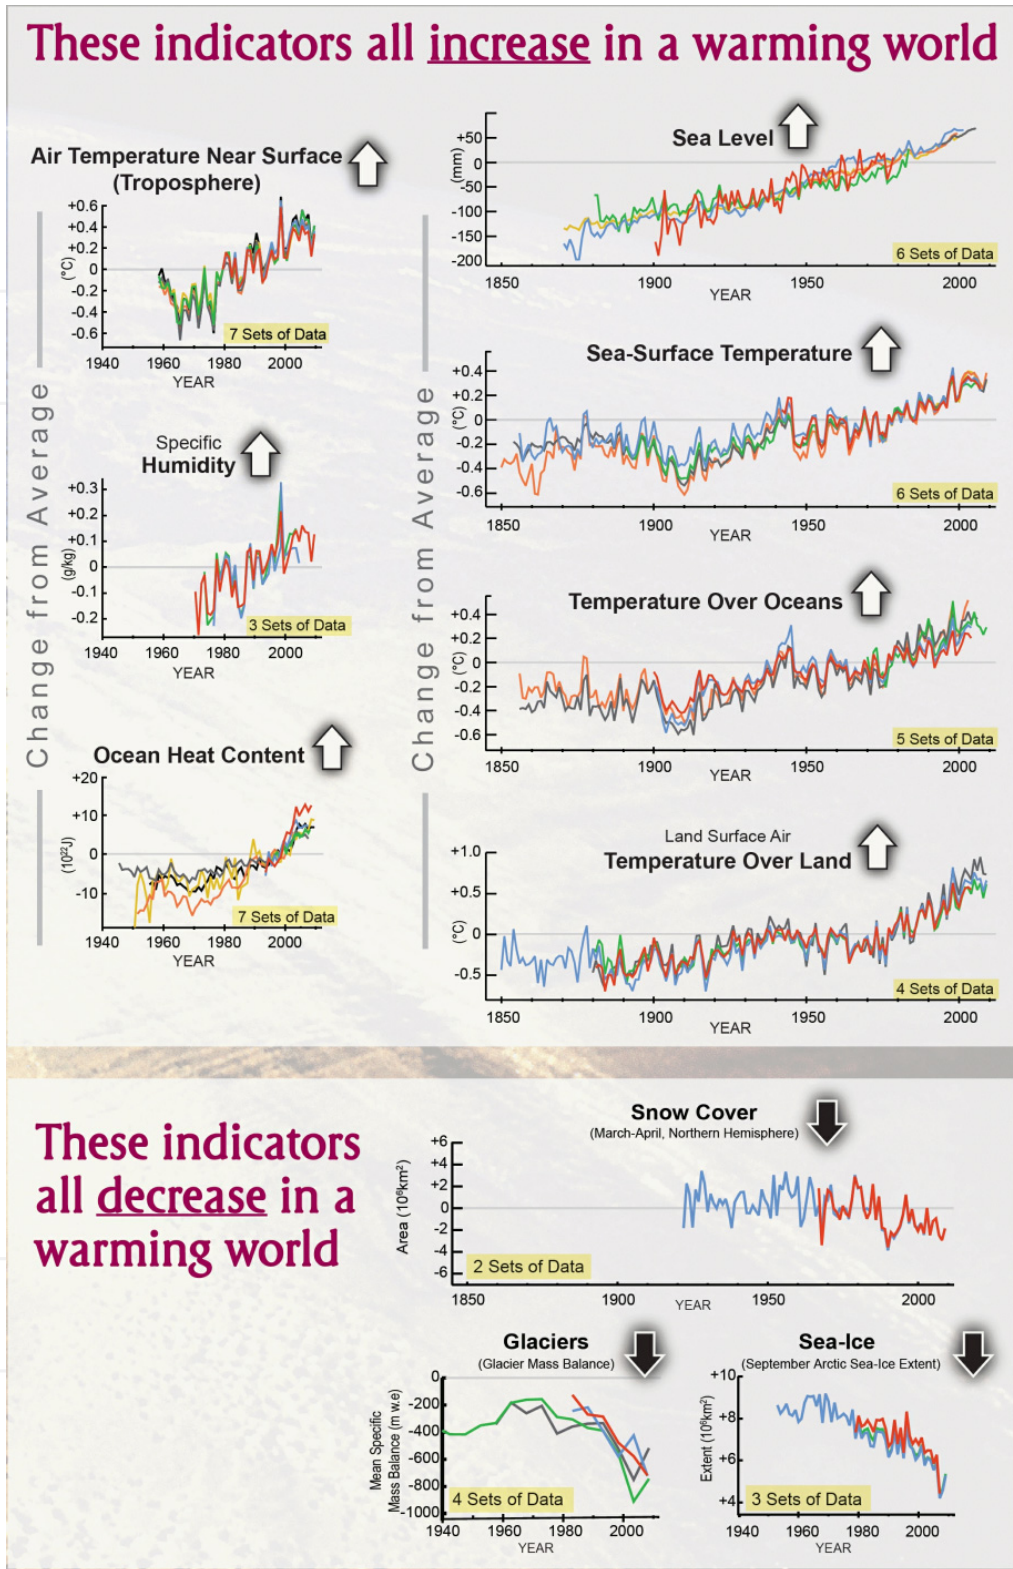 These indicators all increase in a warming world
Change from Average
Air Temperature Near Surface
(Troposphere)
+0.6
+0.4
+0.2
0
-0.2
-0.4
-0.6
(°C)
7 Sets of Data
1940
1960
1980
2000
YEAR
Specific
Humidity
+0.3
+0.2
+0.1
0
-0.1
-0.2
(g/kg)
3 Sets of Data
1940
1960
1980
2000
YEAR
Ocean Heat Content
+20
+10
0
-10
(10²²J)
7 Sets of Data
1940
1960
1980
2000
YEAR
Change from Average
Sea Level
+50
0
-50
-100
-150
-200
(mm)
6 Sets of Data
1850
1900
1950
2000
YEAR
Sea-Surface Temperature
+0.4
+0.2
0
-0.2
-0.4
-0.6
(°C)
6 Sets of Data
1850
1900
1950
2000
YEAR
Temperature Over Oceans
+0.4
+0.2
0
-0.2
-0.4
-0.6
(°C)
5 Sets of Data
1850
1900
1950
2000
YEAR
Land Surface Air
Temperature Over Land
+1.0
+0.5
0
-0.5
(°C)
4 Sets of Data
1850
1900
1950
2000
YEAR
These indicators
all decrease in a
warming world
Snow Cover
(March-April, Northern Hemisphere)
+6
+4
+2
0
-2
-4
-6
Area (10⁶km²)
2 Sets of Data
1850
1900
1950
2000
YEAR
Glaciers
(Glacier Mass Balance)
0
-200
-400
-600
-800
-1000
Mean Specific
Mass Balance (m w.e)
4 Sets of Data
1940
1960
1980
2000
YEAR
Sea-Ice
(September Arctic Sea-Ice Extent)
+10
+8
+6
+4
Extent (10⁶km²)
3 Sets of Data
1940
1960
1980
2000
YEAR